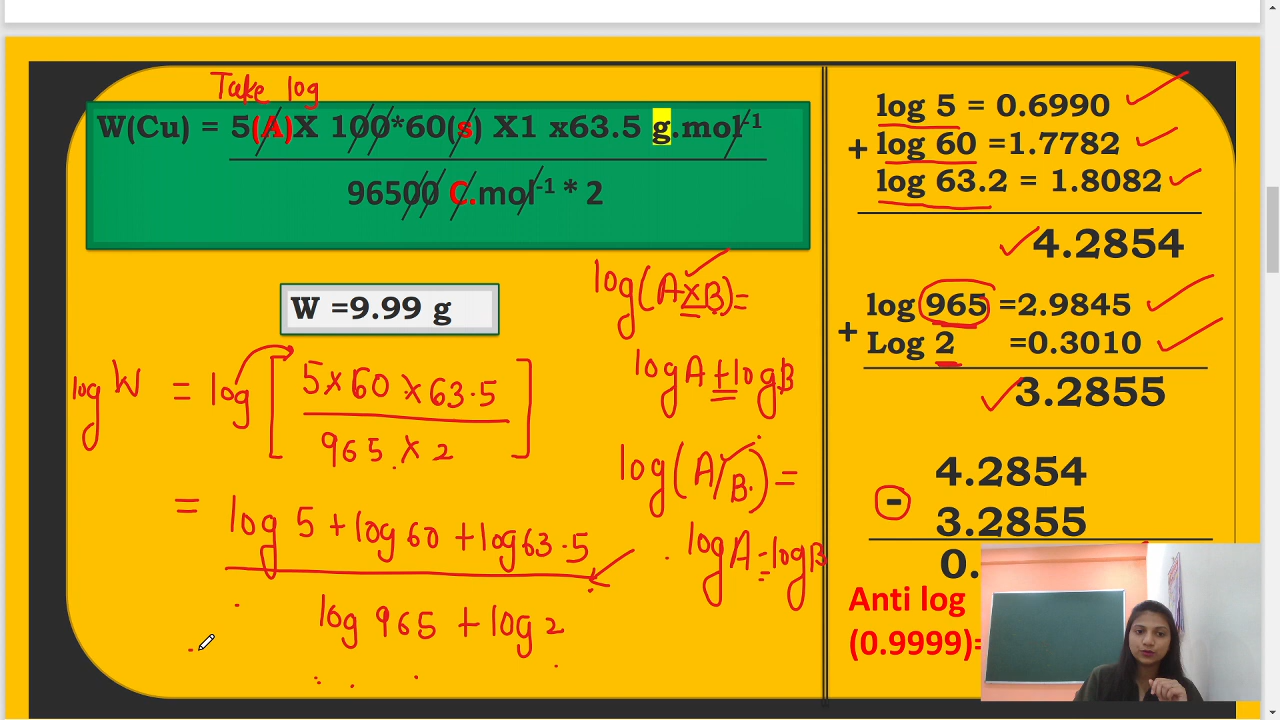 Take log
W(Cu) = 5(A)X 100*60(s) X1 x63.5 g.mol-1
96500 C.mol-1 * 2
W =9.99 g
log W = log [ 5 x 60 x 63.5
965 x 2 ]
= log 5 + log 60 + log 63.5
log 965 + log 2
log(A x B) =
log A + log B
log(A/B) =
log A - log B
log 5 = 0.6990
+ log 60 =1.7782
log 63.2 = 1.8082
4.2854
log 965 =2.9845
+ Log 2 =0.3010
3.2855
4.2854
- 3.2855
0.
Anti log
(0.9999)=